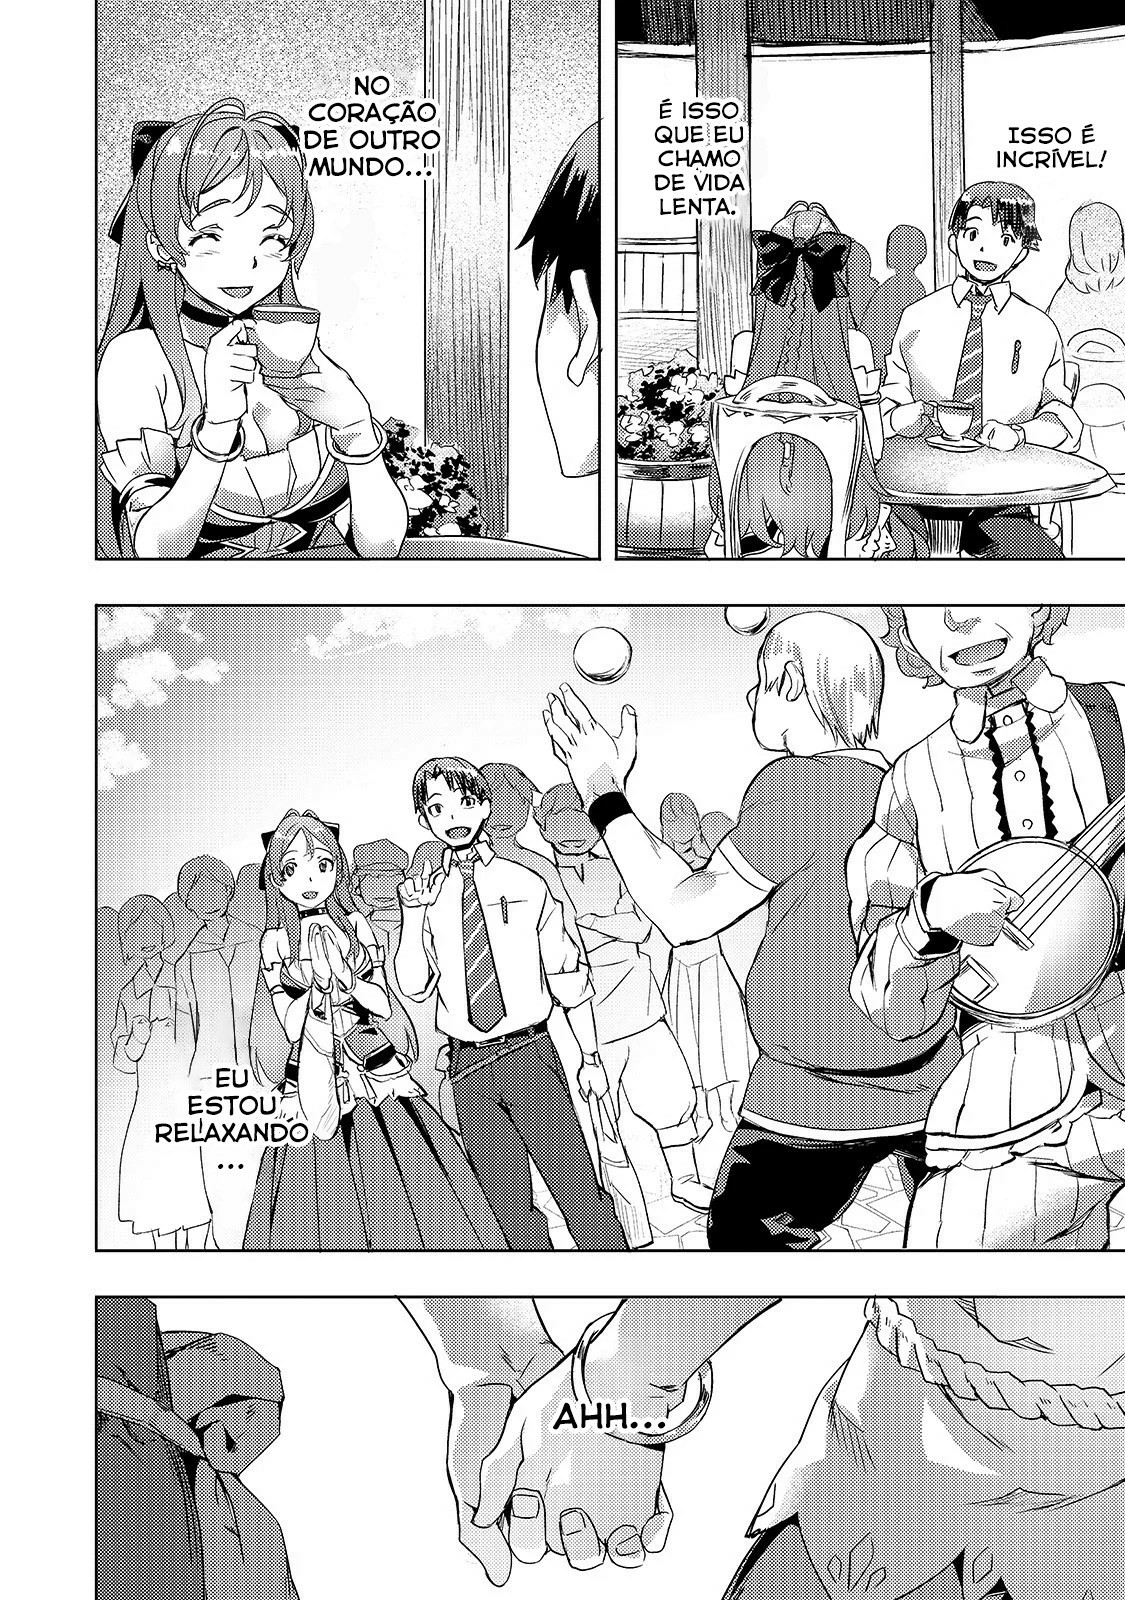 ISSO É
INCRÍVEL!
É ISSO
QUE EU
CHAMO
DE VIDA
LENTA.
NO
CORAÇÃO
DE OUTRO
MUNDO...
EU
ESTOU
RELAXANDO
...
AHH...